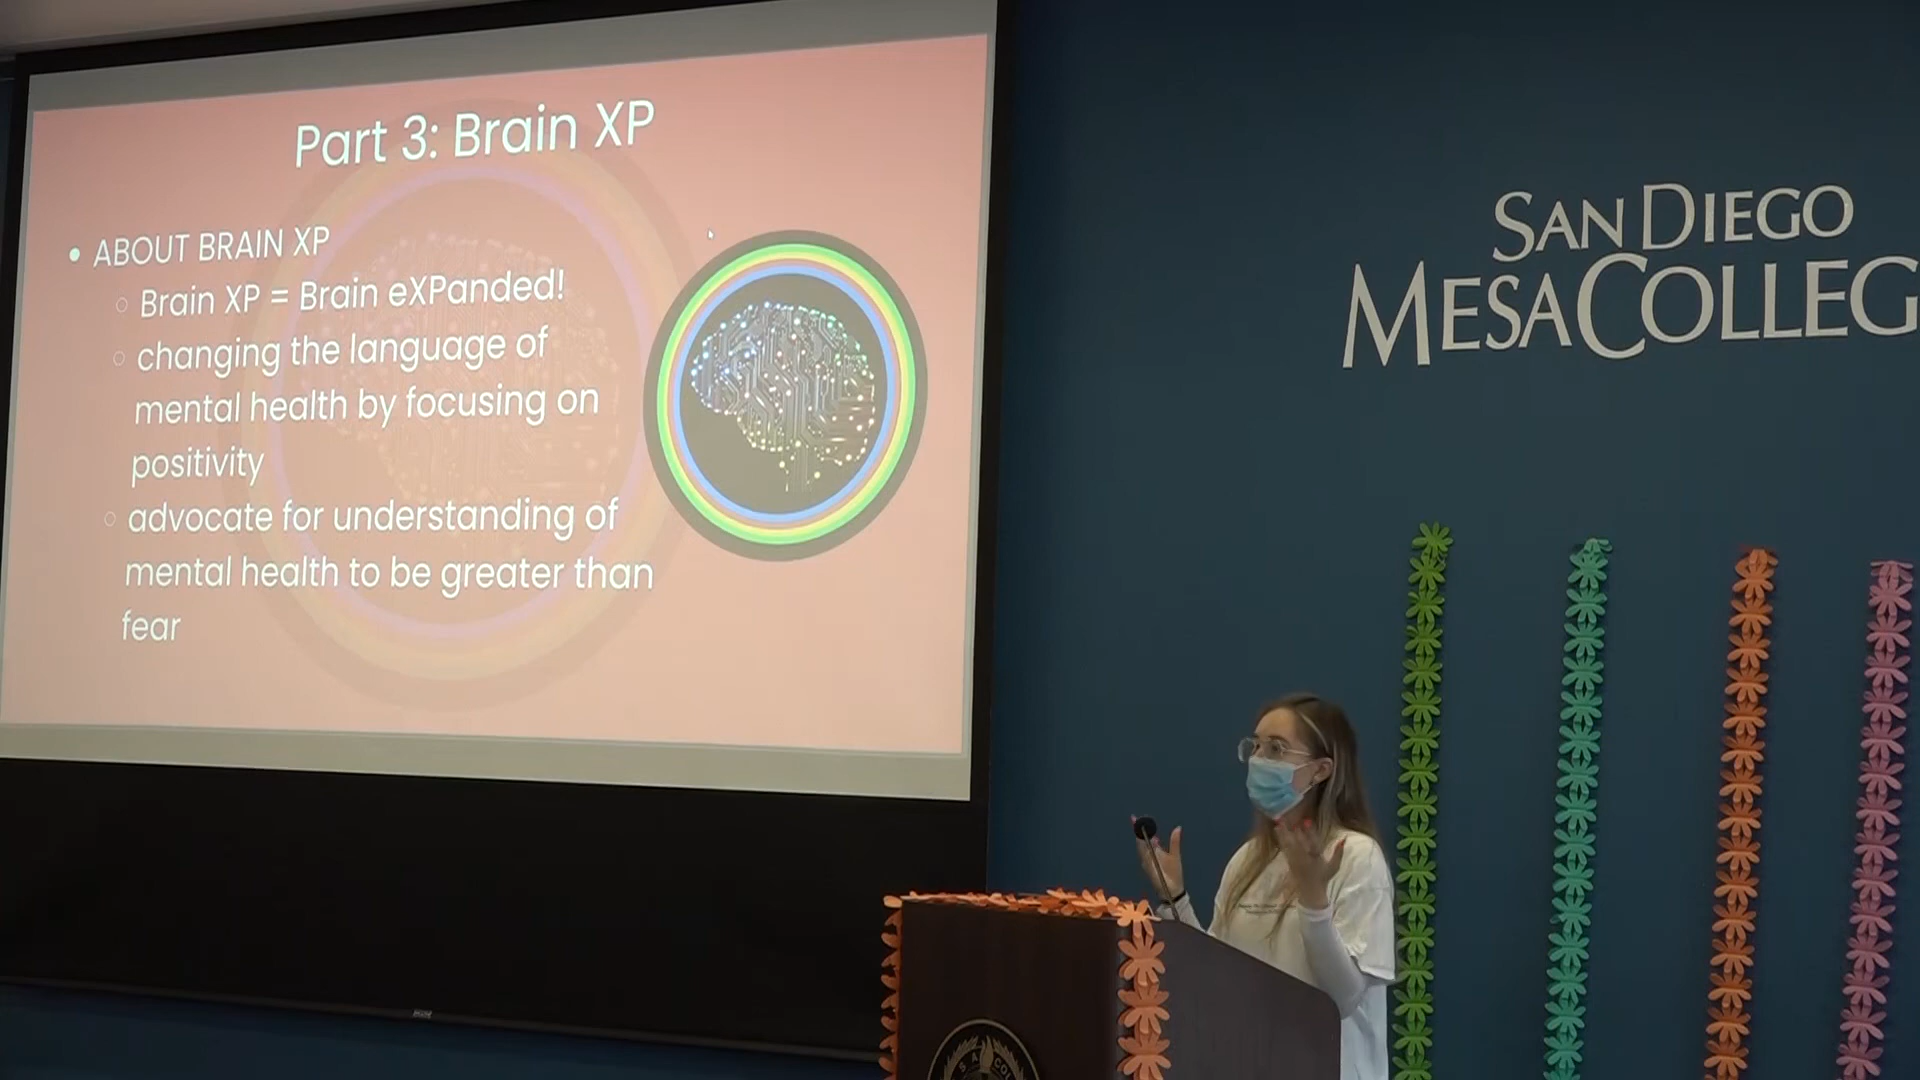 Part 3: Brain XP
ABOUT BRAIN XP
Brain XP = Brain eXPanded!
changing the language of
mental health by focusing on
positivity
advocate for understanding of
mental health to be greater than
fear
SAN DIEGO
MESA COLLEG